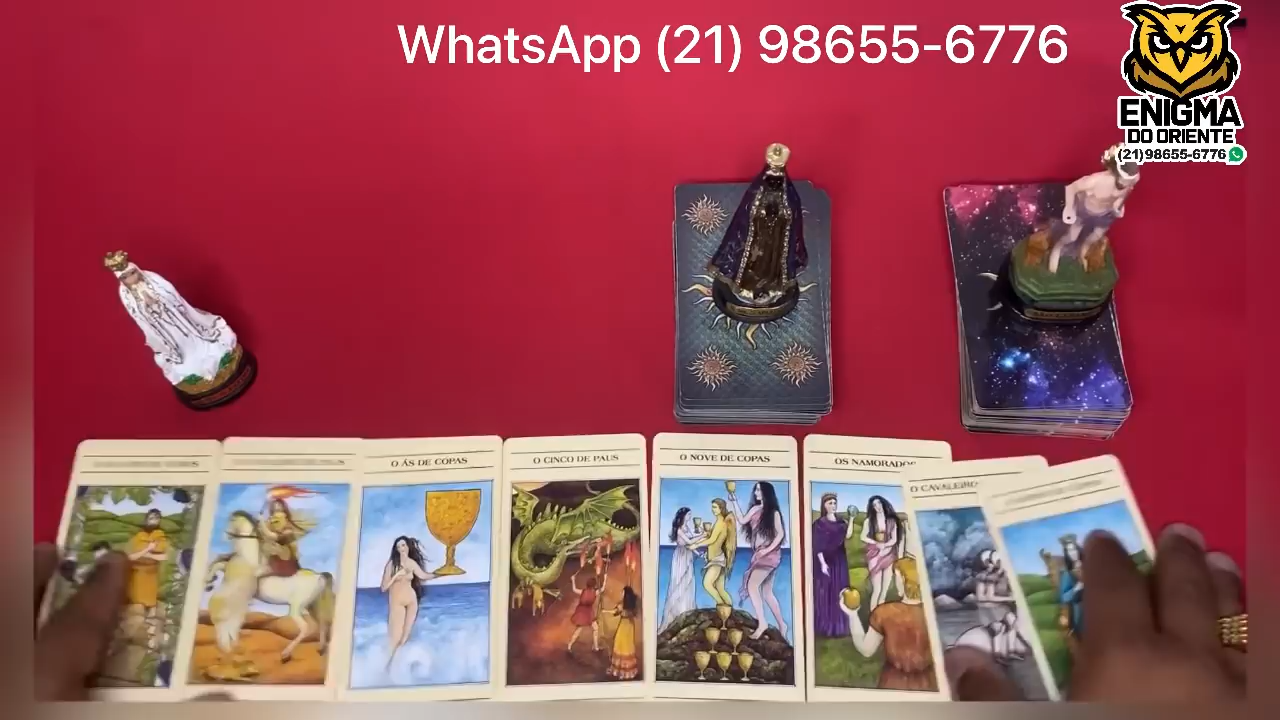 WhatsApp (21) 98655-6776
ENIGMA
DO ORIENTE
(21)98655-6776
O ÁS DE COPAS
O CINCO DE PAUS
O NOVE DE COPAS
OS NAMORADOS
O CAVALEIRO